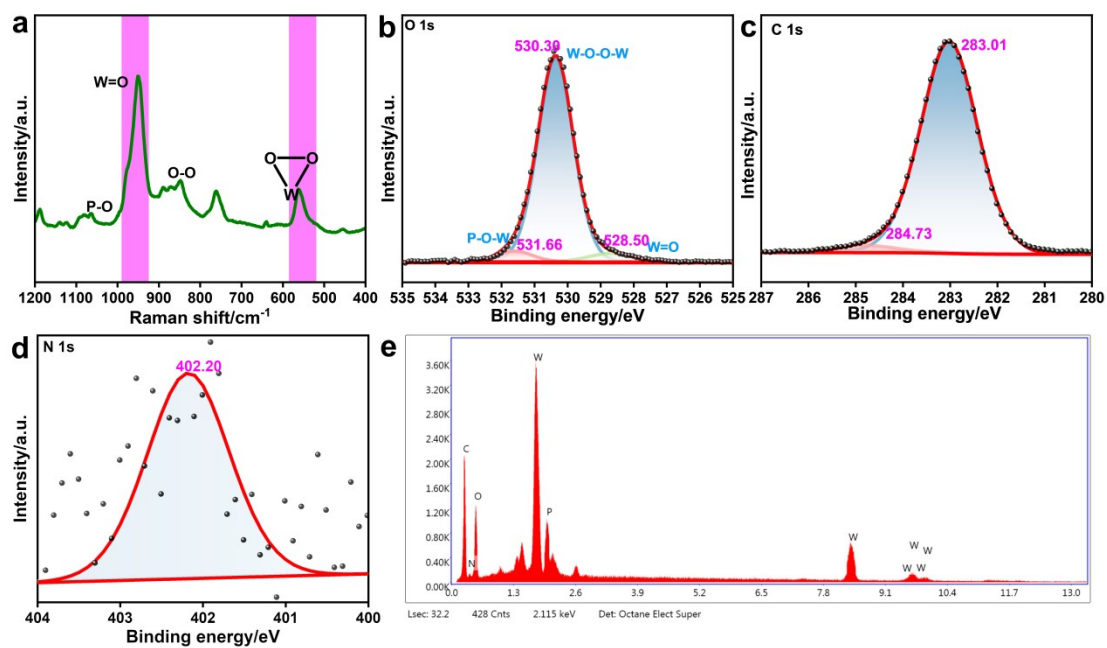 a
W=O
P-O
O-O
O
O
W
Intensity/a.u.
1200
1100
1000
900
800
700
600
500
400
Raman shift/cm⁻¹
b
O 1s
530.30
W-O-O-W
P-O-W
531.66
528.50
W=O
Intensity/a.u.
535
534
533
532
531
530
529
528
527
526
525
Binding energy/eV
c
C 1s
283.01
284.73
Intensity/a.u.
287
286
285
284
283
282
281
280
Binding energy/eV
d
N 1s
402.20
Intensity/a.u.
404
403
402
401
400
Binding energy/eV
e
3.60K
3.20K
2.80K
2.40K
2.00K
1.60K
1.20K
0.80K
0.40K
0.00K
C
N
O
W
P
W
W
W
W
W
0.0
1.3
2.6
3.9
5.2
6.5
7.8
9.1
10.4
11.7
13.0
Lsec: 32.2 428 Cnts 2.115 keV Det: Octane Elect Super